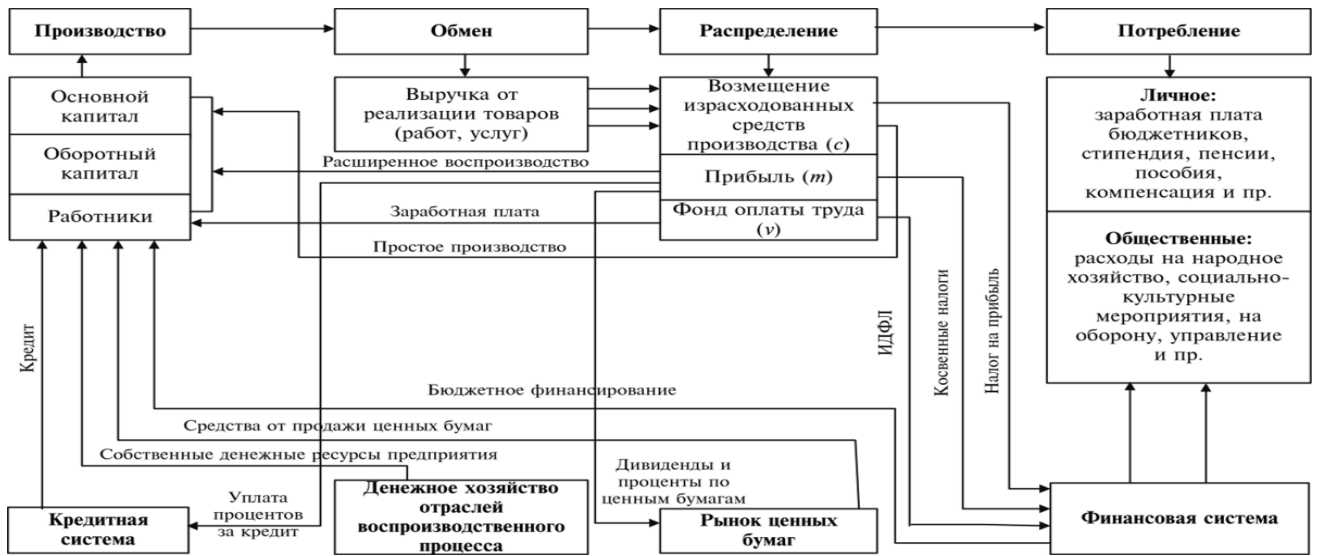 Производство
Обмен
Распределение
Потребление
Основной
капитал
Оборотный
капитал
Работники
Выручка от
реализации товаров
(работ, услуг)
Возмещение
израсходованных
средств
производства (c)
Прибыль (m)
Фонд оплаты труда
(v)
Личное:
заработная плата
бюджетников,
стипендия, пенсии,
пособия,
компенсация и пр.
Общественные:
расходы на народное
хозяйство, социально-
культурные
мероприятия, на
оборону, управление
и пр.
Расширенное воспроизводство
Заработная плата
Простое производство
Кредит
ИДФЛ
Косвенные налоги
Налог на прибыль
Бюджетное финансирование
Средства от продажи ценных бумаг
Собственные денежные ресурсы предприятия
Уплата
процентов
за кредит
Дивиденды и
проценты по
ценным бумагам
Кредитная
система
Денежное хозяйство
отраслей
воспроизводственного
процесса
Рынок ценных
бумаг
Финансовая система